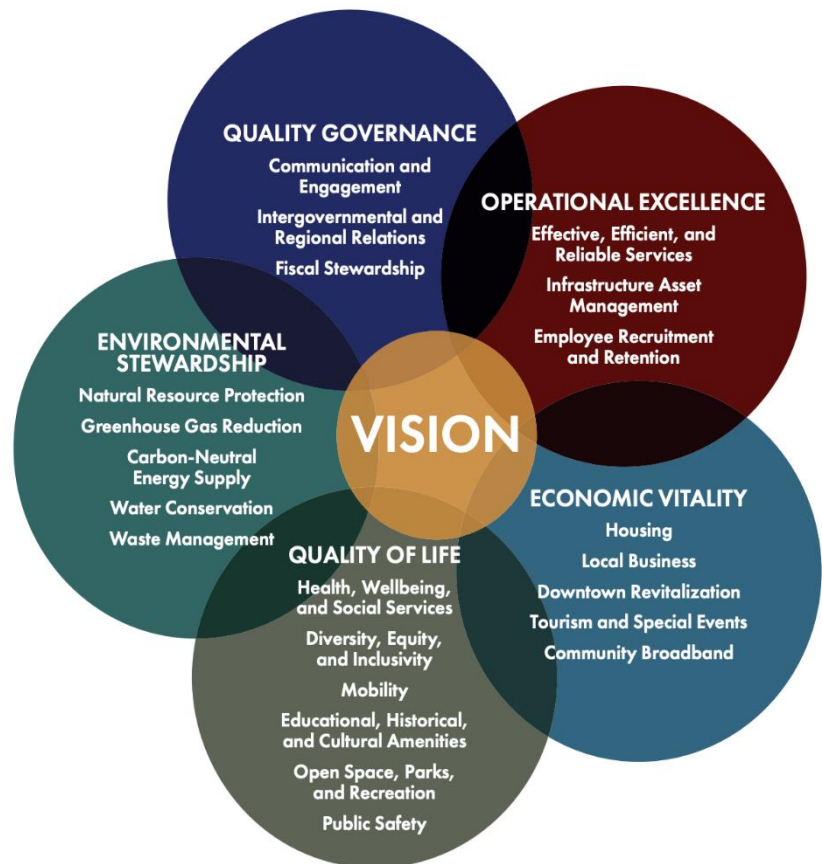 QUALITY GOVERNANCE
Communication and
Engagement
Intergovernmental and
Regional Relations
Fiscal Stewardship
OPERATIONAL EXCELLENCE
Effective, Efficient, and
Reliable Services
Infrastructure Asset
Management
Employee Recruitment
and Retention
ENVIRONMENTAL
STEWARDSHIP
Natural Resource Protection
Greenhouse Gas Reduction
Carbon-Neutral
Energy Supply
Water Conservation
Waste Management
VISION
ECONOMIC VITALITY
Housing
Local Business
Downtown Revitalization
Tourism and Special Events
Community Broadband
QUALITY OF LIFE
Health, Wellbeing,
and Social Services
Diversity, Equity,
and Inclusivity
Mobility
Educational, Historical,
and Cultural Amenities
Open Space, Parks,
and Recreation
Public Safety